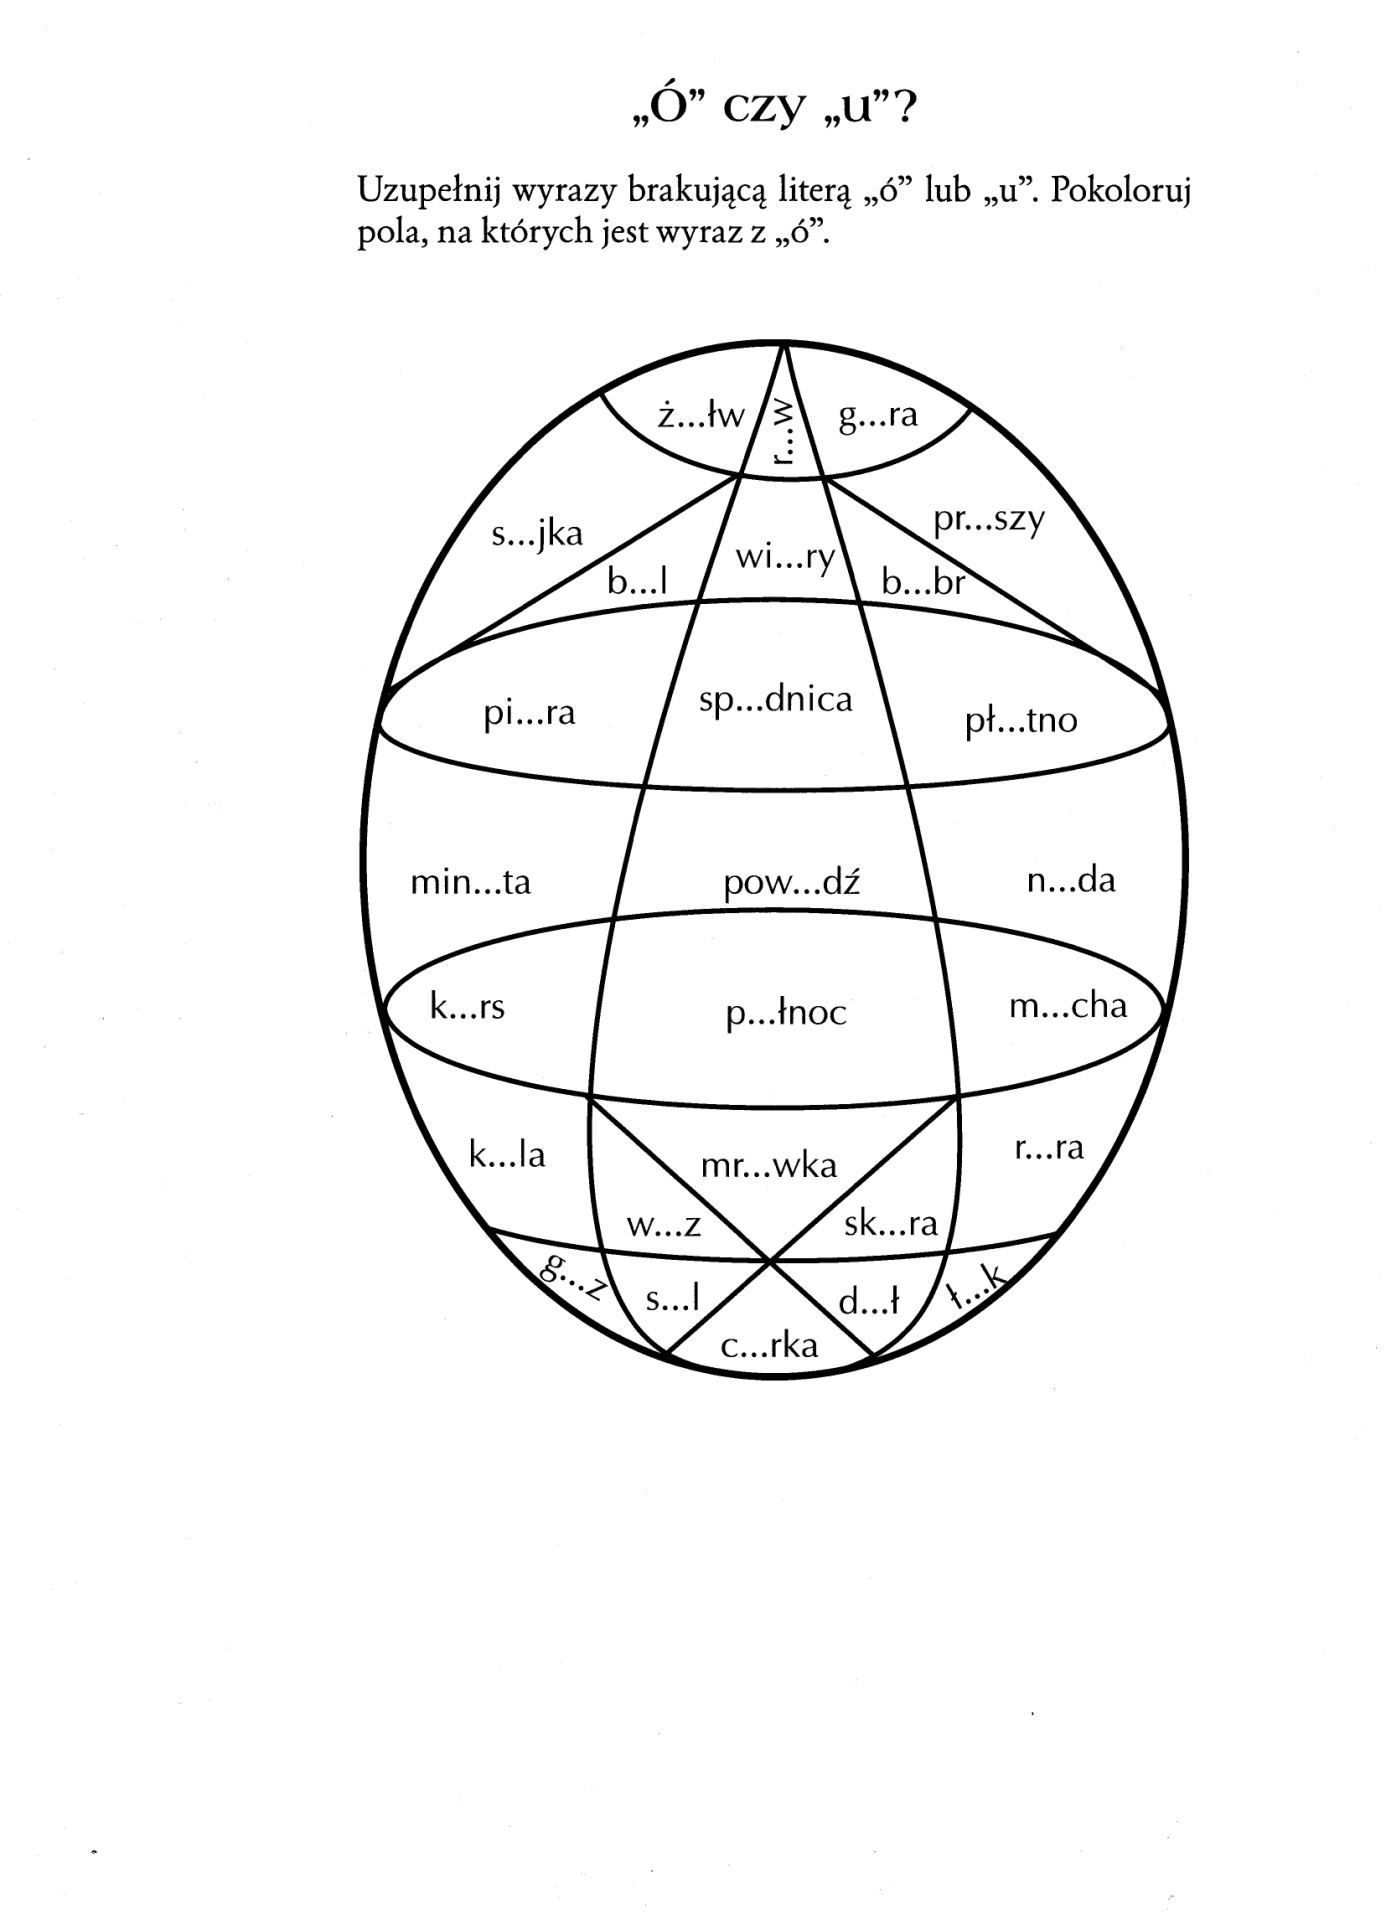 „Ó” czy „u”?
Uzupełnij wyrazy brakującą literą „ó” lub „u”. Pokoloruj
pola, na których jest wyraz z „ó”.
ż...łw
r...w
g...ra
s...jka
pr...szy
b...l
wi...ry
b...br
pi...ra
sp...dnica
pł...tno
min...ta
pow...dź
n...da
k...rs
p...łnoc
m...cha
k...la
mr...wka
r...ra
w...z
sk...ra
g...z
s...l
d...ł
ł...k
c...rka